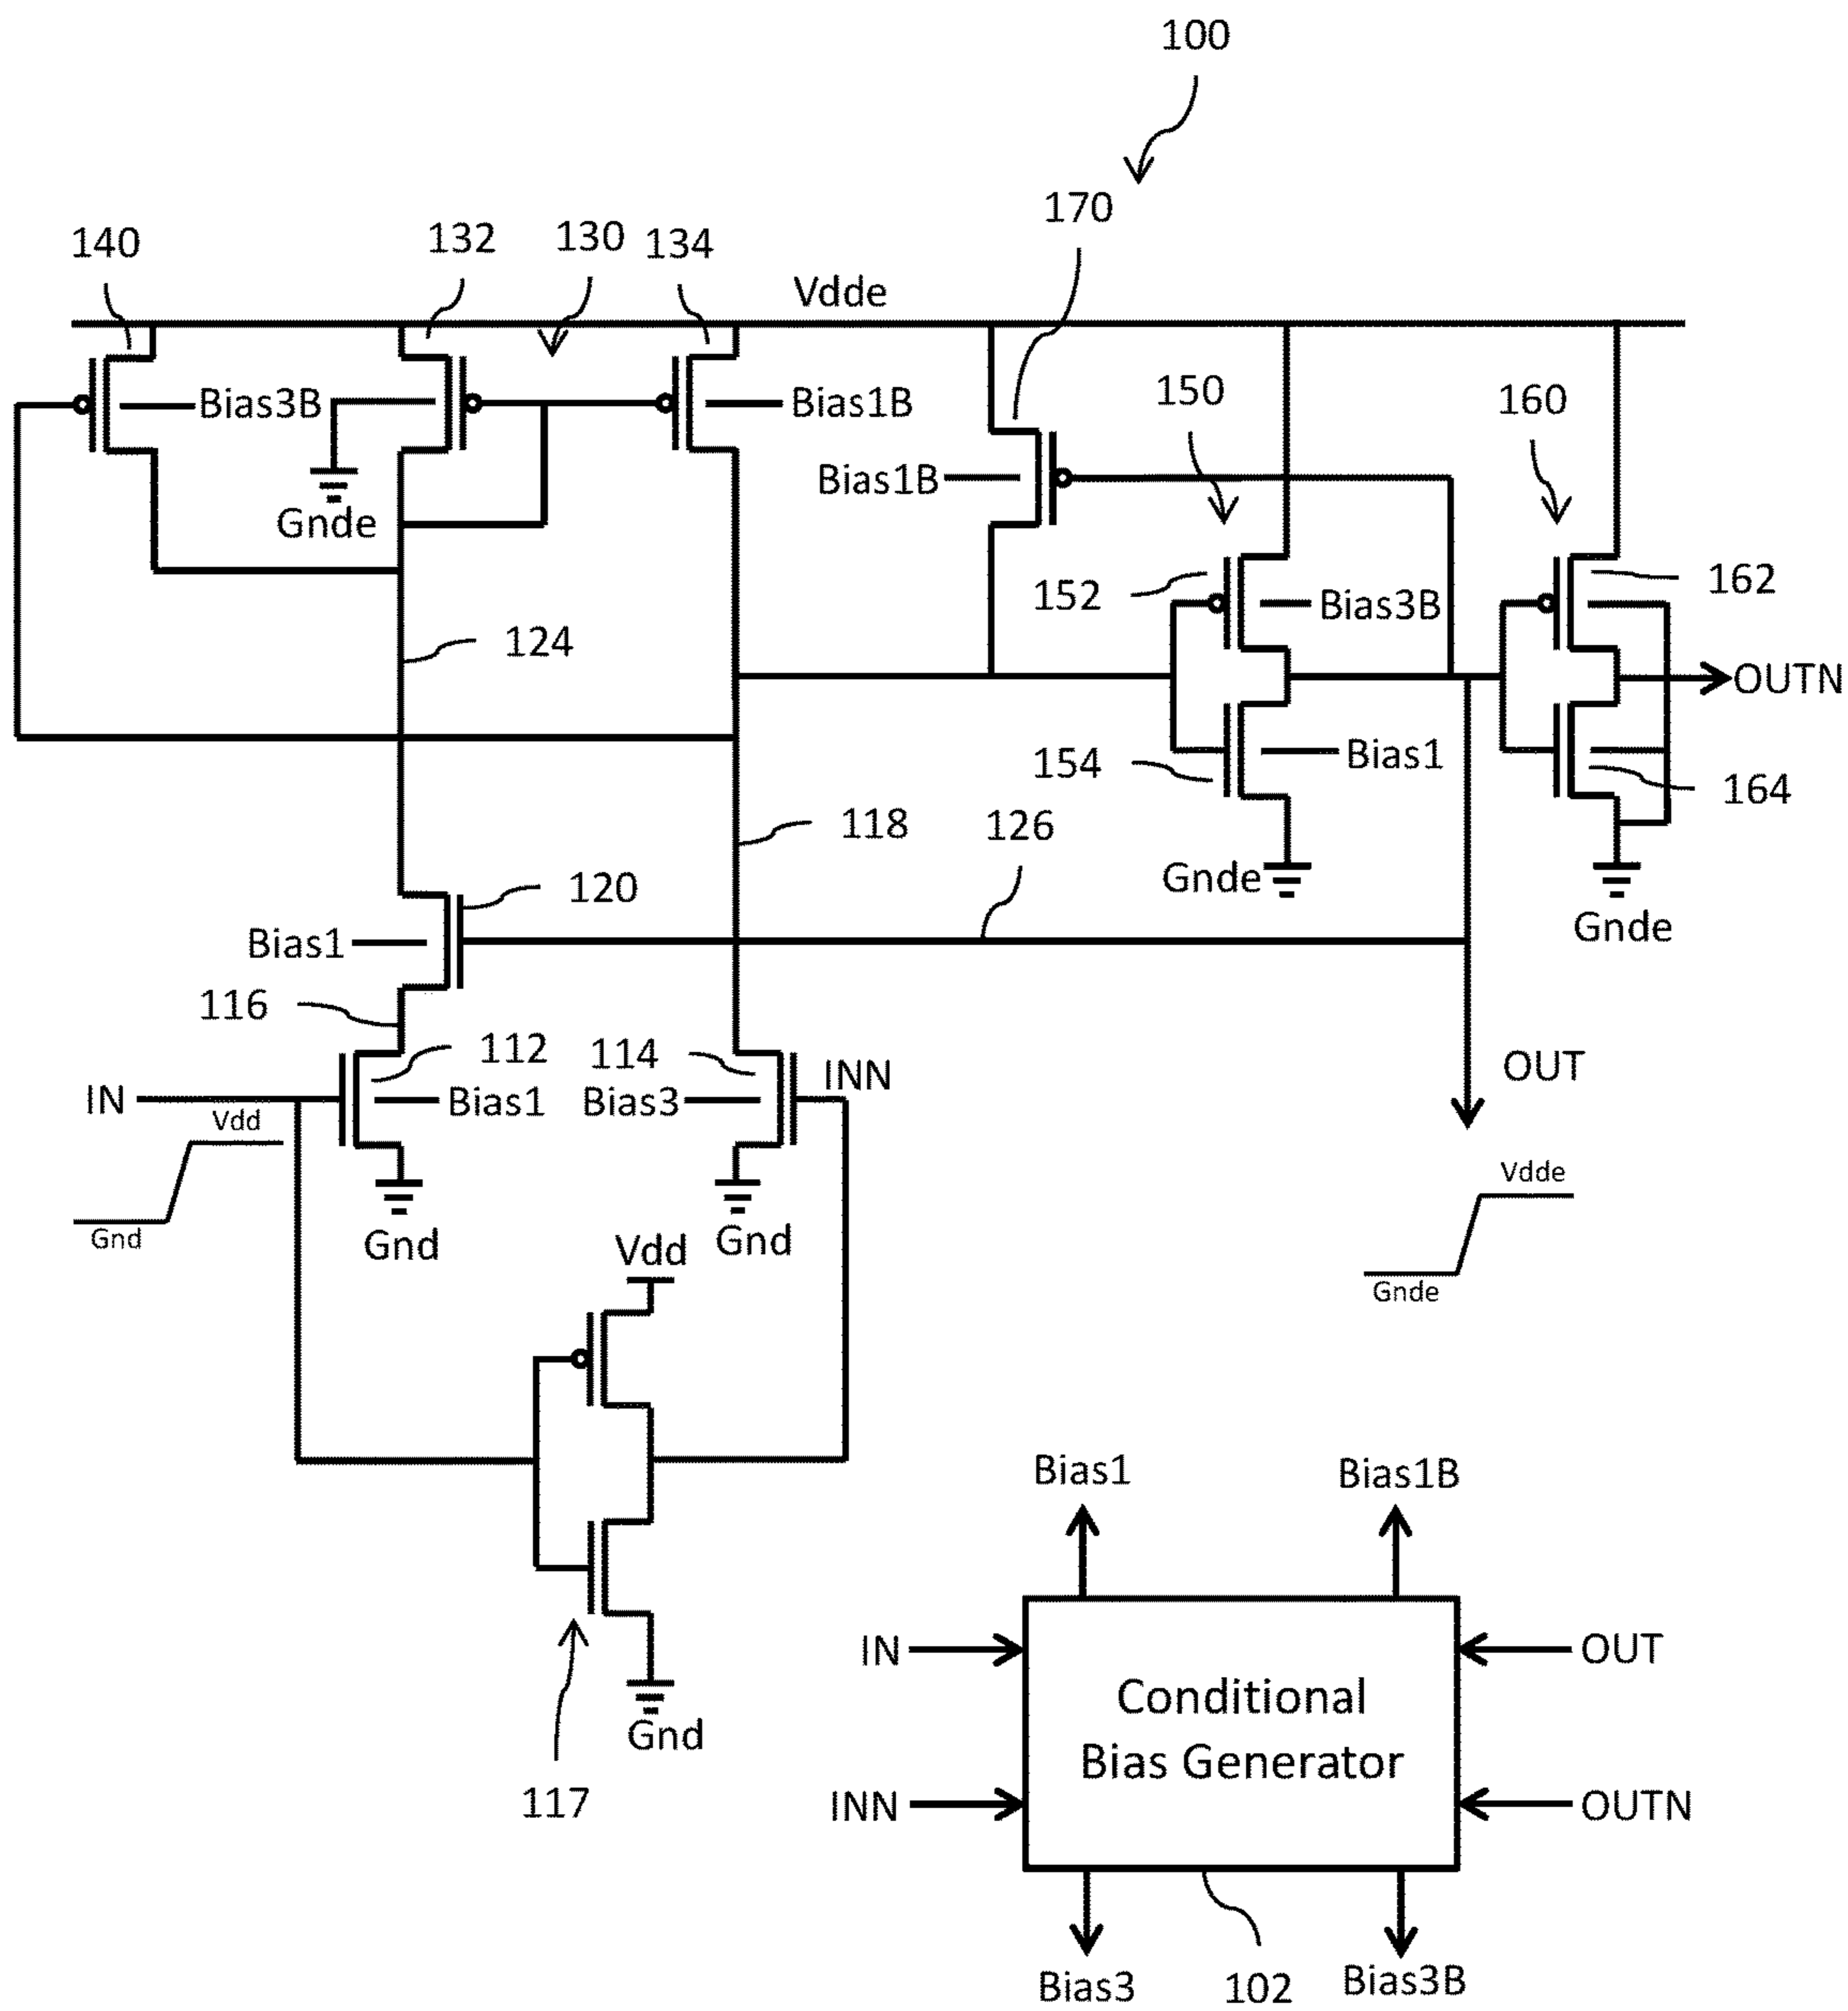 100
170
140
132
130
134
Vdde
150
160
Bias3B
Bias1B
Bias1B
Gnde
152
Bias3B
162
124
OUTN
154
Bias1
164
118
126
120
Gnde
Gnde
Bias1
116
112
114
INN
OUT
IN
Vdd
Bias1
Bias3
Vdde
Gnd
Gnd
Gnd
Vdd
Gnde
Bias1
Bias1B
IN
OUT
Conditional
Bias Generator
Gnd
117
INN
OUTN
Bias3
102
Bias3B